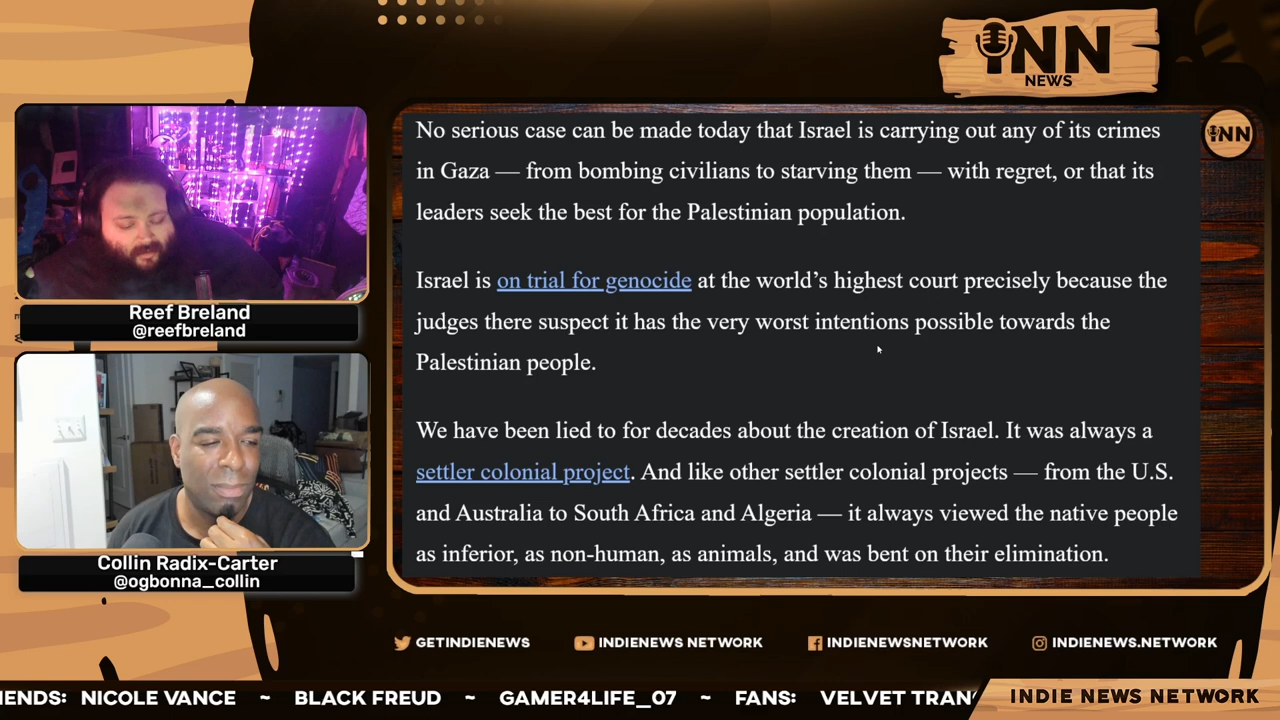 INN
NEWS
No serious case can be made today that Israel is carrying out any of its crimes
in Gaza — from bombing civilians to starving them — with regret, or that its
leaders seek the best for the Palestinian population.
Israel is on trial for genocide at the world’s highest court precisely because the
judges there suspect it has the very worst intentions possible towards the
Palestinian people.
We have been lied to for decades about the creation of Israel. It was always a
settler colonial project. And like other settler colonial projects — from the U.S.
and Australia to South Africa and Algeria — it always viewed the native people
as inferior, as non-human, as animals, and was bent on their elimination.
INN
Reef Breland
@reefbreland
Collin Radix-Carter
@ogbonna_collin
GETINDIENEWS
INDIENEWS NETWORK
INDIENEWSNETWORK
INDIENEWS.NETWORK
IENDS: NICOLE VANCE ~ BLACK FREUD ~ GAMER4LIFE_07 ~ FANS: VELVET TRAN
INDIE NEWS NETWORK